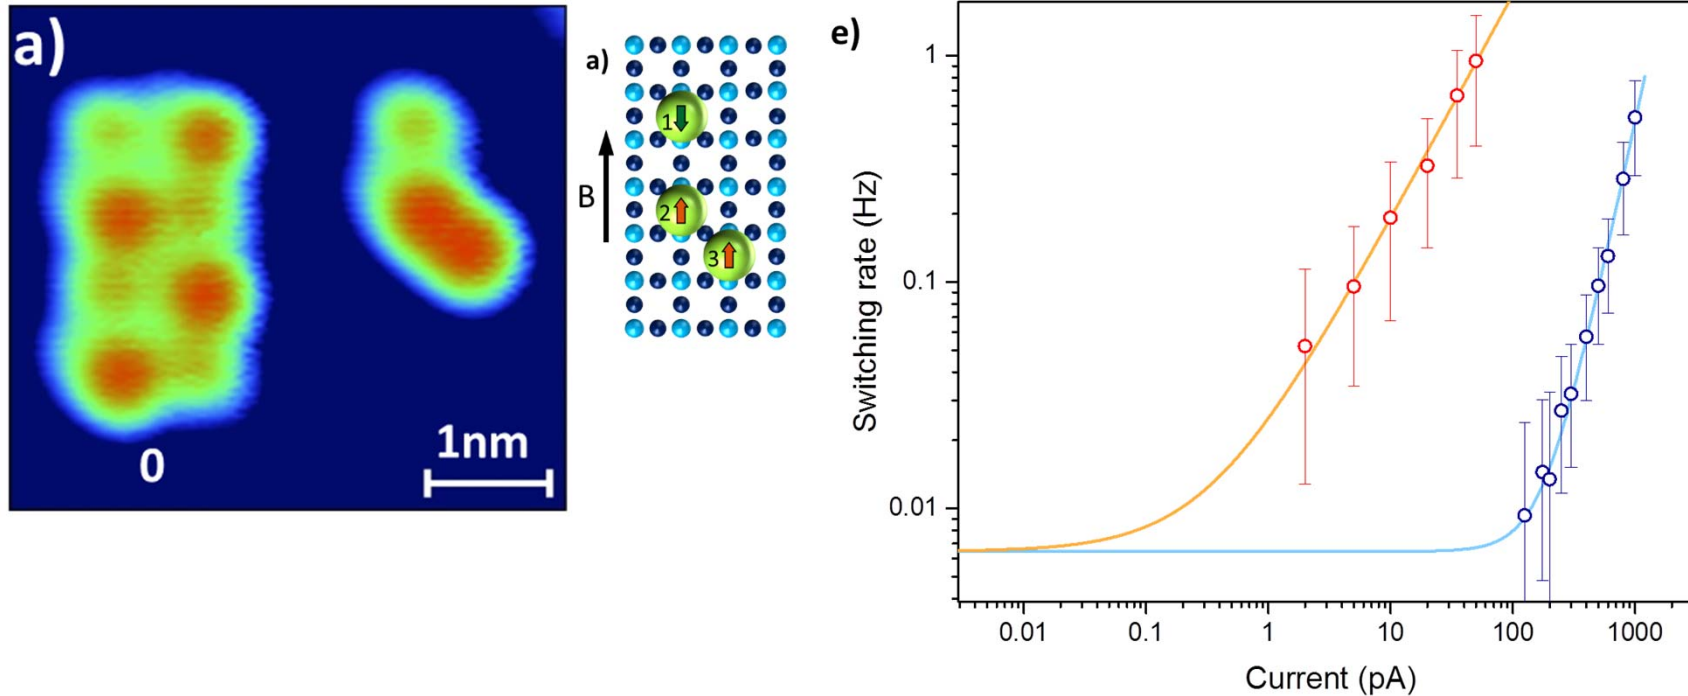 a)
0
1nm
a)
B
1
2
3
e)
Switching rate (Hz)
1
0.1
0.01
0.01 0.1 1 10 100 1000
Current (pA)